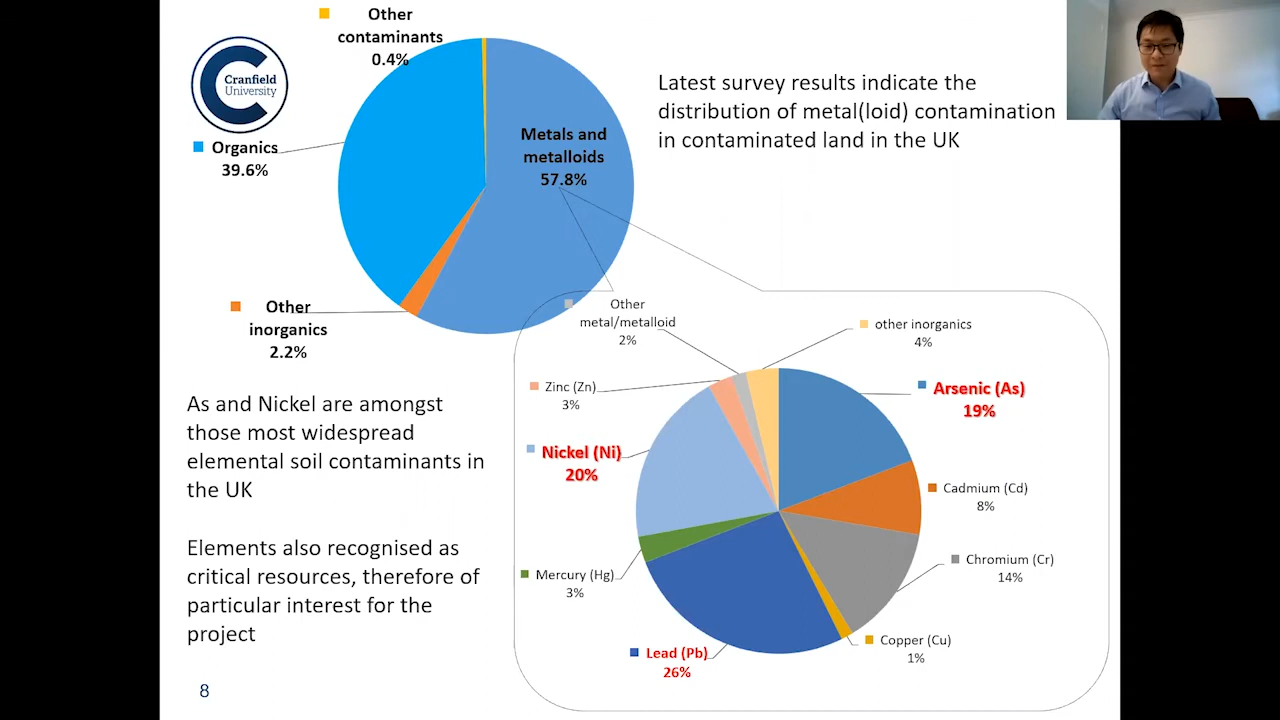 Other
contaminants
0.4%
Cranfield
University
Organics
39.6%
Metals and
metalloids
57.8%
Other
inorganics
2.2%
Latest survey results indicate the
distribution of metal(loid) contamination
in contaminated land in the UK
As and Nickel are amongst
those most widespread
elemental soil contaminants in
the UK
Elements also recognised as
critical resources, therefore of
particular interest for the
project
Other
metal/metalloid
2%
other inorganics
4%
Zinc (Zn)
3%
Arsenic (As)
19%
Nickel (Ni)
20%
Cadmium (Cd)
8%
Chromium (Cr)
14%
Mercury (Hg)
3%
Copper (Cu)
1%
Lead (Pb)
26%
8